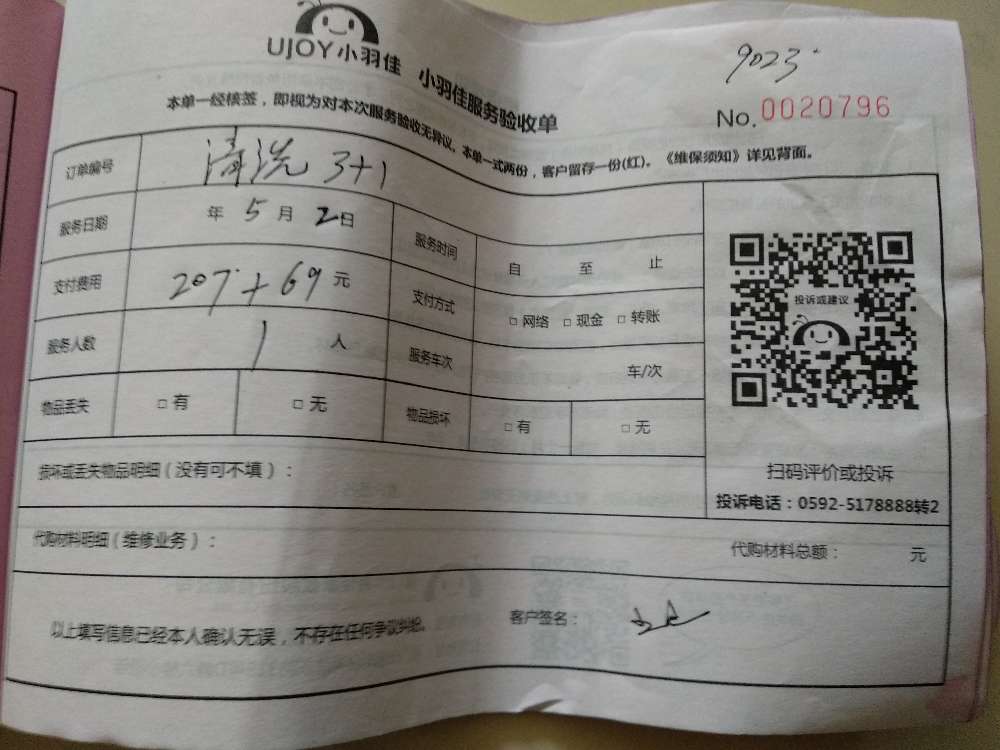 UJOY小羽佳
小羽佳服务验收单
9023
No.0020796
本单一经核签，即视为对本次服务验收无异议。本单一式两份，客户留存一份(红)。《维保须知》详见背面。
订单编号 清洗 3+1
服务日期 年 5 月 2 日 服务时间 自 至 止
支付费用 207+69 元 支付方式 □ 网络 □ 现金 □ 转账
服务人数 1 人 服务车次 车/次
物品丢失 □ 有 □ 无 物品损坏 □ 有 □ 无
投诉或建议
扫码评价或投诉
投诉电话：0592-5178888转2
损坏或丢失物品明细（没有可不填）：
代购材料明细（维修业务）： 代购材料总额： 元
以上填写信息已经本人确认无误，不存在任何争议纠纷。 客户签名：